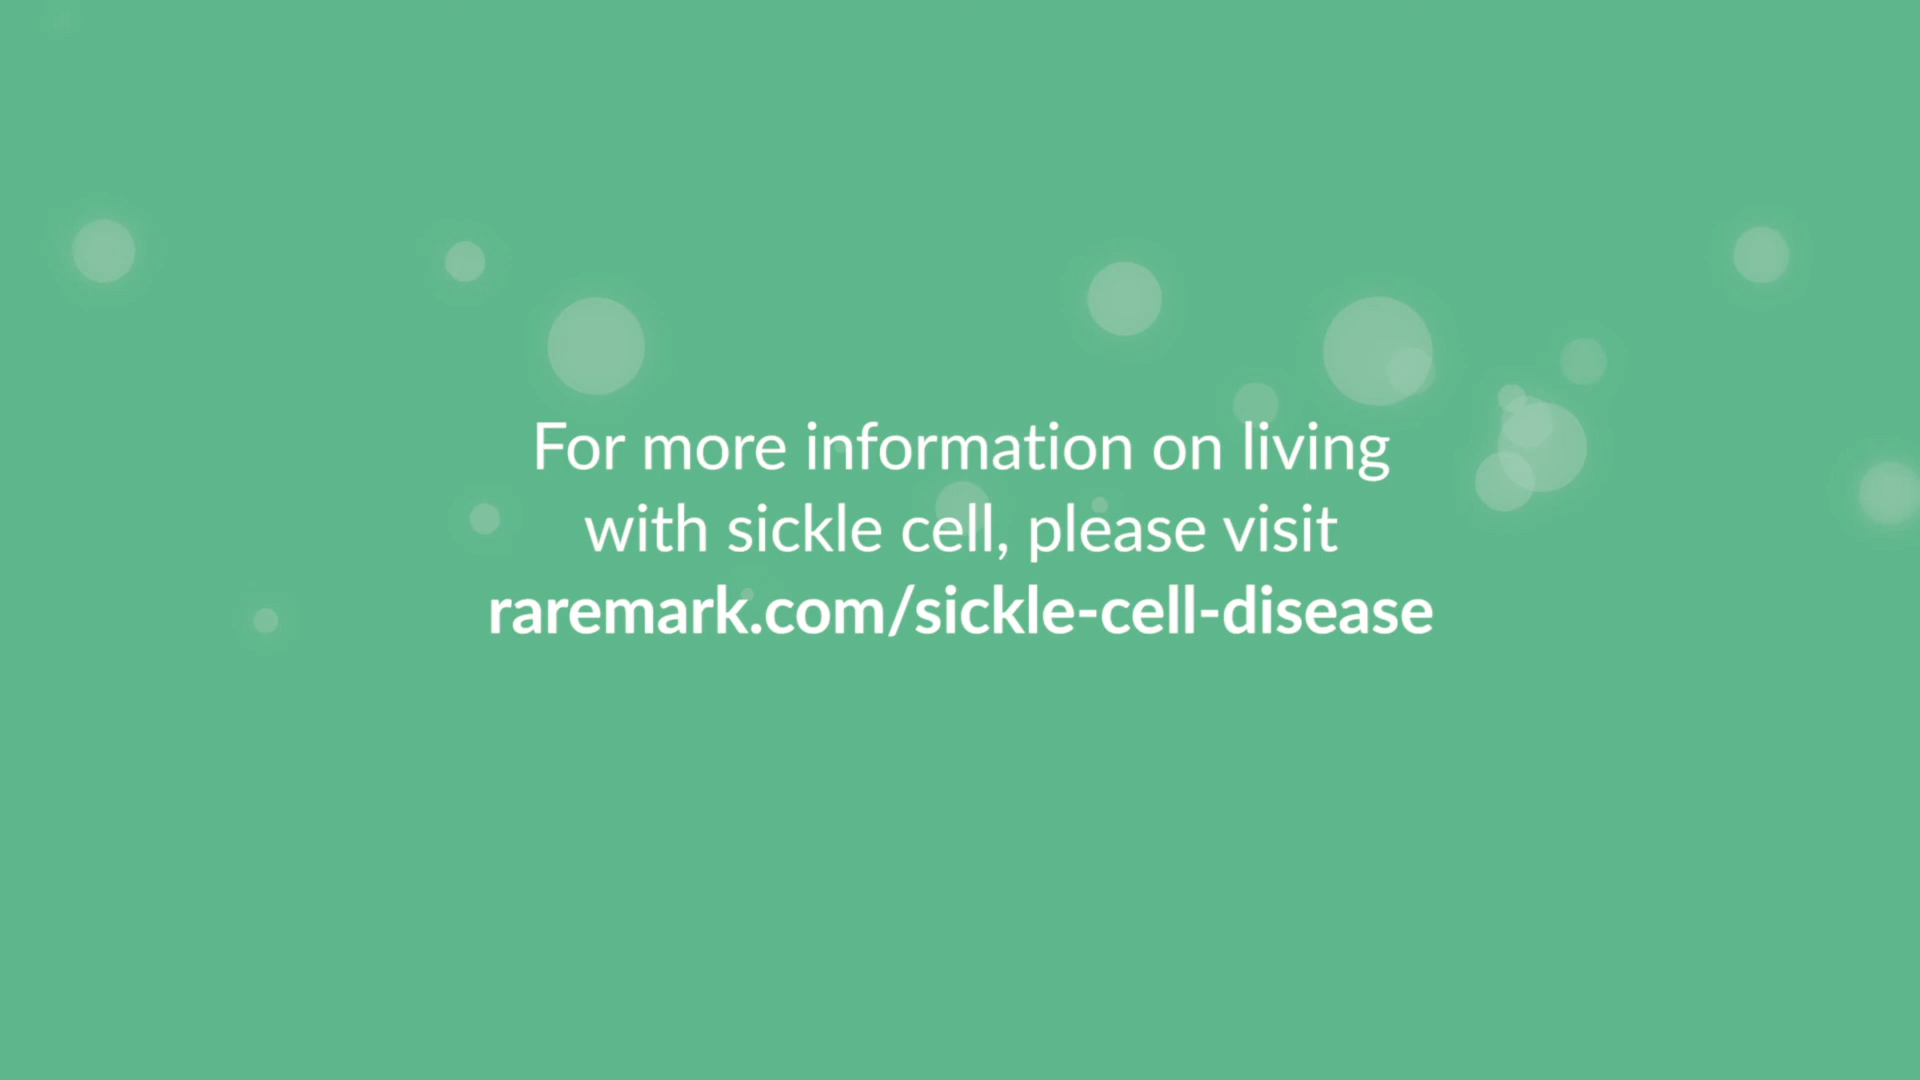 For more information on living
with sickle cell, please visit
raremark.com/sickle-cell-disease